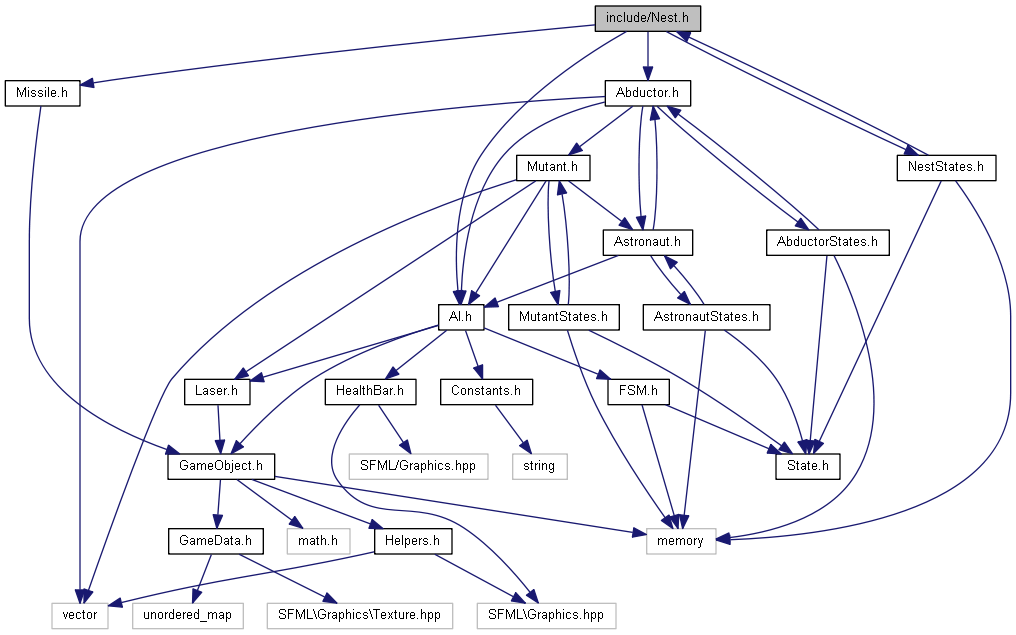 include/Nest.h
Missile.h
Abductor.h
Mutant.h
NestStates.h
Astronaut.h
AbductorStates.h
AI.h
MutantStates.h
AstronautStates.h
Laser.h
HealthBar.h
Constants.h
FSM.h
GameObject.h
SFML/Graphics.hpp
string
State.h
GameData.h
math.h
Helpers.h
memory
vector
unordered_map
SFML\Graphics\Texture.hpp
SFML\Graphics.hpp